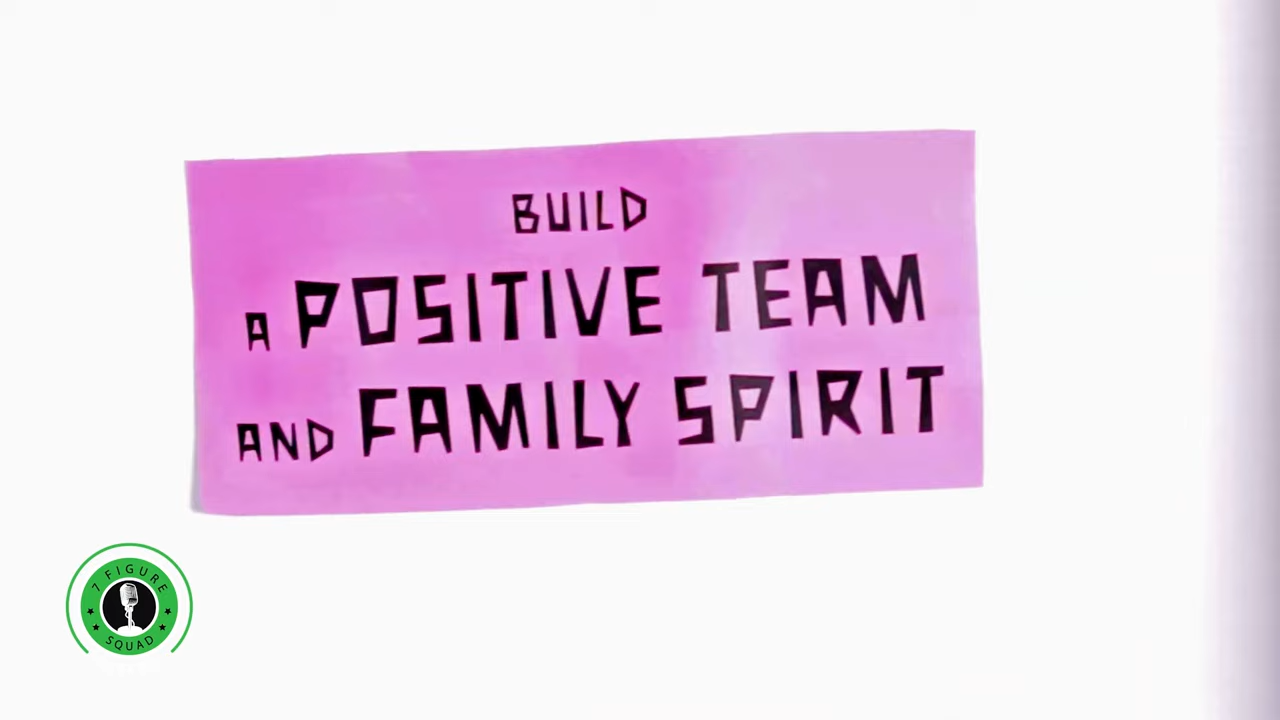 BUILD
A POSITIVE TEAM
AND FAMILY SPIRIT
7 FIGURE
SQUAD